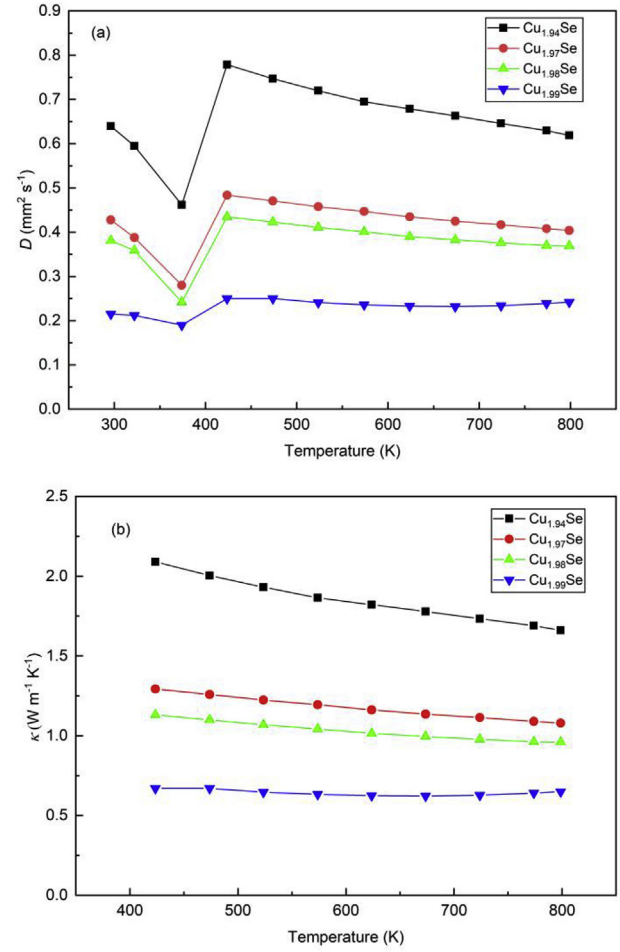 0.9
(a)
Cu1.94Se
Cu1.97Se
Cu1.98Se
Cu1.99Se
0.8
0.7
0.6
0.5
0.4
0.3
0.2
0.1
0.0
D (mm² s⁻¹)
300 400 500 600 700 800
Temperature (K)
2.5
(b)
Cu1.94Se
Cu1.97Se
Cu1.98Se
Cu1.99Se
2.0
1.5
1.0
0.5
0.0
κ (W m⁻¹ K⁻¹)
400 500 600 700 800
Temperature (K)